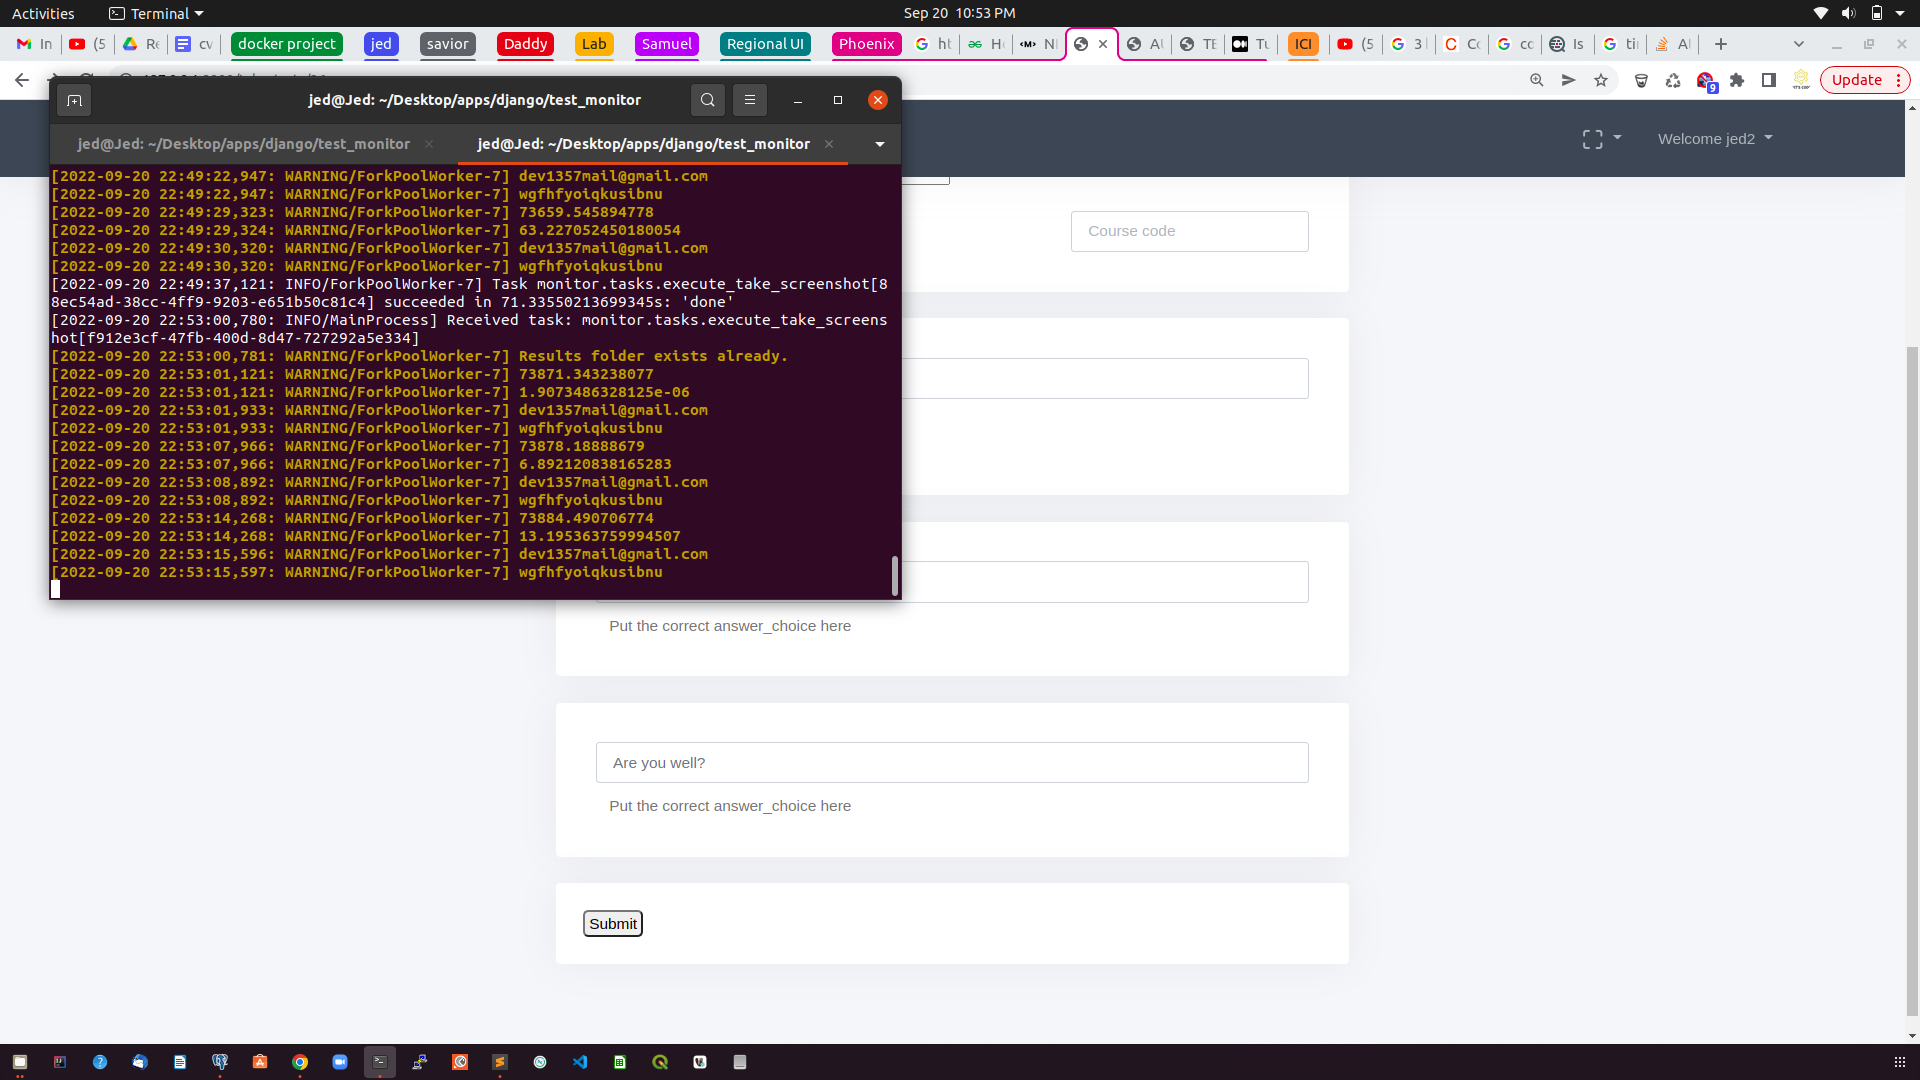 Activities
Terminal
Sep 20 10:53 PM
In
(5
Re
cv
docker project
jed
savior
Daddy
Lab
Samuel
Regional UI
Phoenix
ht
(5
ICI
3 |
Is
Update
9
jed@Jed: ~/Desktop/apps/django/test_monitor
jed@Jed: ~/Desktop/apps/django/test_monitor
jed@Jed: ~/Desktop/apps/django/test_monitor
Welcome jed2
[2022-09-20 22:49:22,947: WARNING/ForkPoolWorker-7] dev1357mail@gmail.com
[2022-09-20 22:49:22,947: WARNING/ForkPoolWorker-7] wgfhfyoiqkusibnu
[2022-09-20 22:49:29,323: WARNING/ForkPoolWorker-7] 73659.545894778
[2022-09-20 22:49:29,324: WARNING/ForkPoolWorker-7] 63.227052450180054
[2022-09-20 22:49:30,320: WARNING/ForkPoolWorker-7] dev1357mail@gmail.com
[2022-09-20 22:49:30,320: WARNING/ForkPoolWorker-7] wgfhfyoiqkusibnu
[2022-09-20 22:49:37,121: INFO/ForkPoolWorker-7] Task monitor.tasks.execute_take_screenshot[8
8ec54ad-38cc-4ff9-9203-e651b50c81c4] succeeded in 71.33550213699345s: 'done'
[2022-09-20 22:53:00,780: INFO/MainProcess] Received task: monitor.tasks.execute_take_screens
hot[f912e3cf-47fb-400d-8d47-727292a5e334]
[2022-09-20 22:53:00,781: WARNING/ForkPoolWorker-7] Results folder exists already.
[2022-09-20 22:53:01,121: WARNING/ForkPoolWorker-7] 73871.343238077
[2022-09-20 22:53:01,121: WARNING/ForkPoolWorker-7] 1.9073486328125e-06
[2022-09-20 22:53:01,933: WARNING/ForkPoolWorker-7] dev1357mail@gmail.com
[2022-09-20 22:53:01,933: WARNING/ForkPoolWorker-7] wgfhfyoiqkusibnu
[2022-09-20 22:53:07,966: WARNING/ForkPoolWorker-7] 73878.18888679
[2022-09-20 22:53:07,966: WARNING/ForkPoolWorker-7] 6.892120838165283
[2022-09-20 22:53:08,892: WARNING/ForkPoolWorker-7] dev1357mail@gmail.com
[2022-09-20 22:53:08,892: WARNING/ForkPoolWorker-7] wgfhfyoiqkusibnu
[2022-09-20 22:53:14,268: WARNING/ForkPoolWorker-7] 73884.490706774
[2022-09-20 22:53:14,268: WARNING/ForkPoolWorker-7] 13.195363759994507
[2022-09-20 22:53:15,596: WARNING/ForkPoolWorker-7] dev1357mail@gmail.com
[2022-09-20 22:53:15,597: WARNING/ForkPoolWorker-7] wgfhfyoiqkusibnu
Course code
Put the correct answer_choice here
Are you well?
Put the correct answer_choice here
Submit